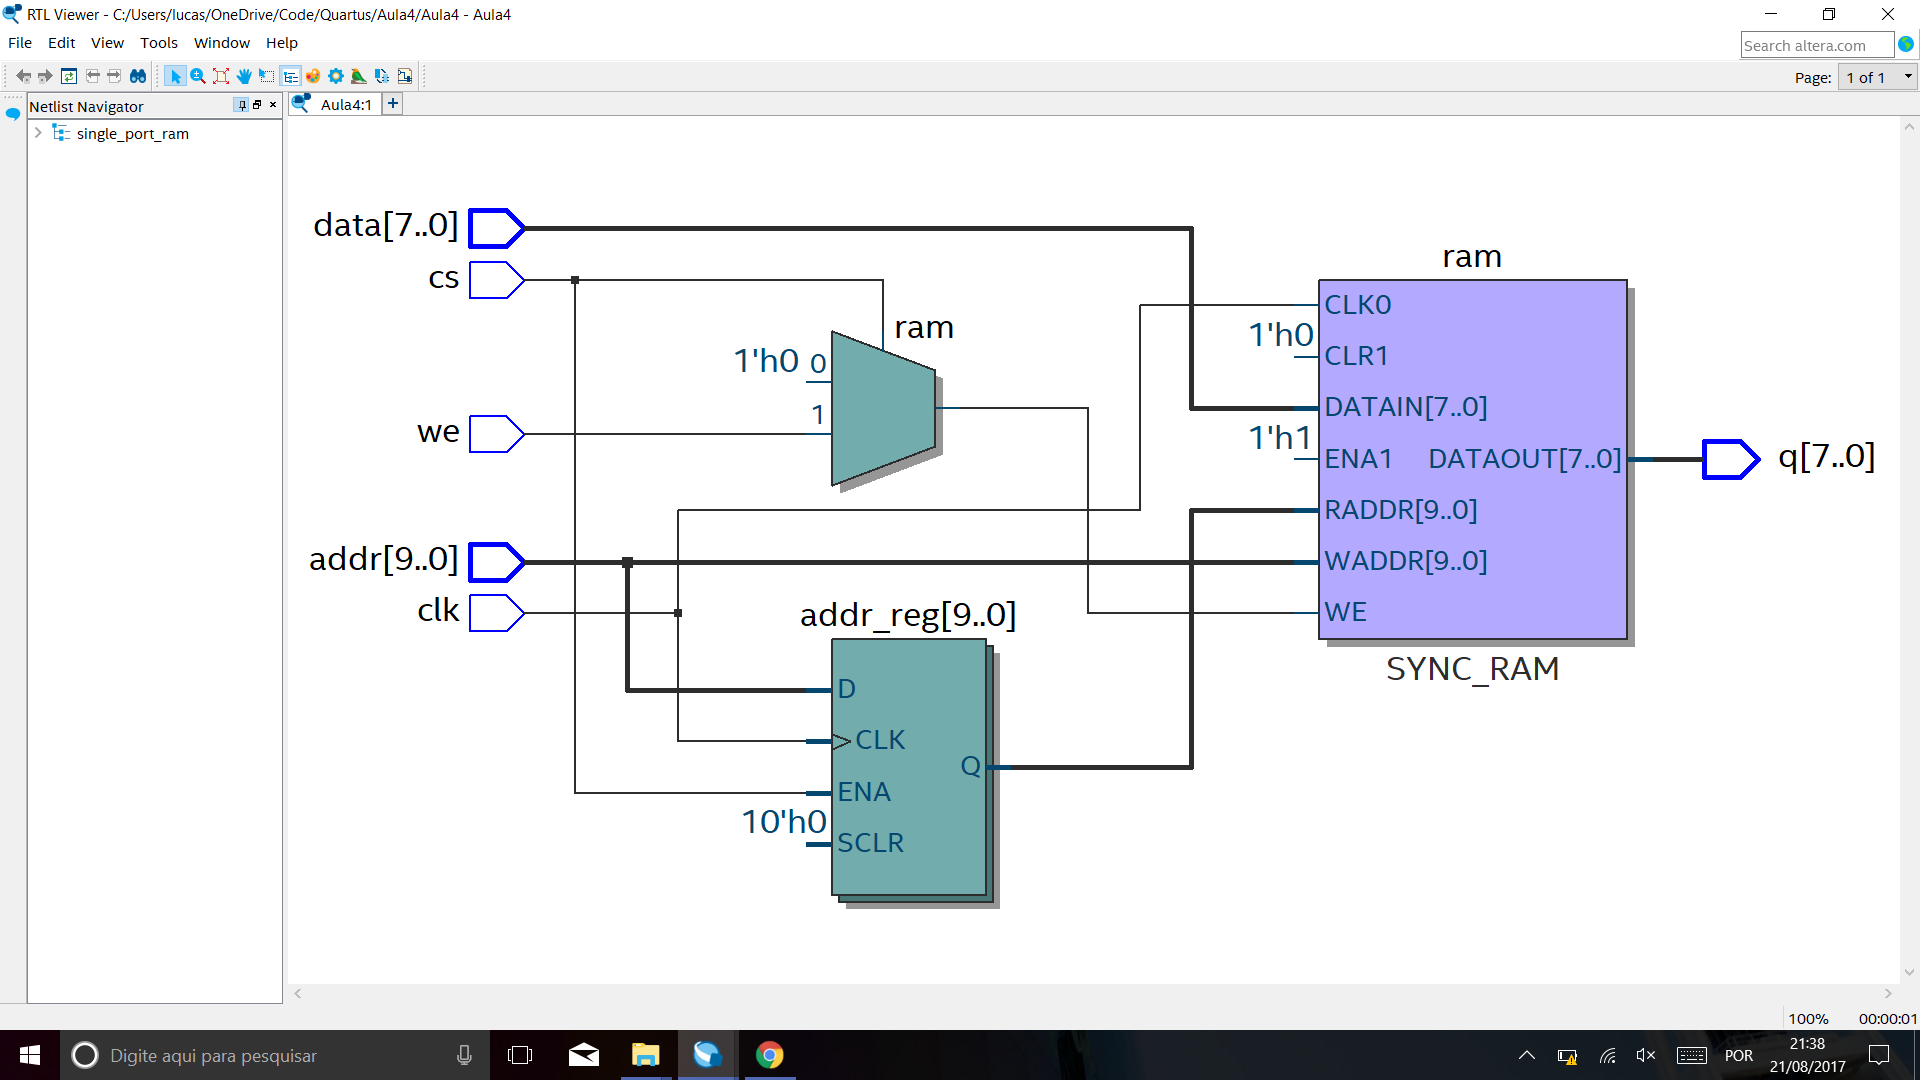 RTL Viewer - C:/Users/lucas/OneDrive/Code/Quartus/Aula4/Aula4 - Aula4
File Edit View Tools Window Help
Search altera.com
Page: 1 of 1
Netlist Navigator
Aula4:1
single_port_ram
data[7..0]
cs
ram
1'h0 0
1
we
addr[9..0]
clk
addr_reg[9..0]
D
CLK
Q
ENA
10'h0
SCLR
ram
CLK0
1'h0
CLR1
DATAIN[7..0]
1'h1
ENA1 DATAOUT[7..0]
q[7..0]
RADDR[9..0]
WADDR[9..0]
WE
SYNC_RAM
100% 00:00:01
Digite aqui para pesquisar
POR
21:38
21/08/2017